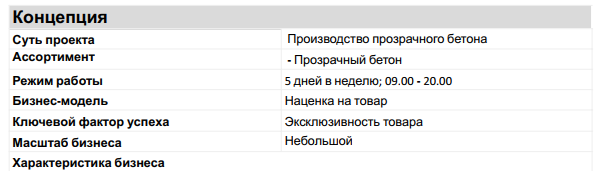 Концепция
Суть проекта Производство прозрачного бетона
Ассортимент - Прозрачный бетон
Режим работы 5 дней в неделю; 09.00 - 20.00
Бизнес-модель Наценка на товар
Ключевой фактор успеха Эксклюзивность товара
Масштаб бизнеса Небольшой
Характеристика бизнеса